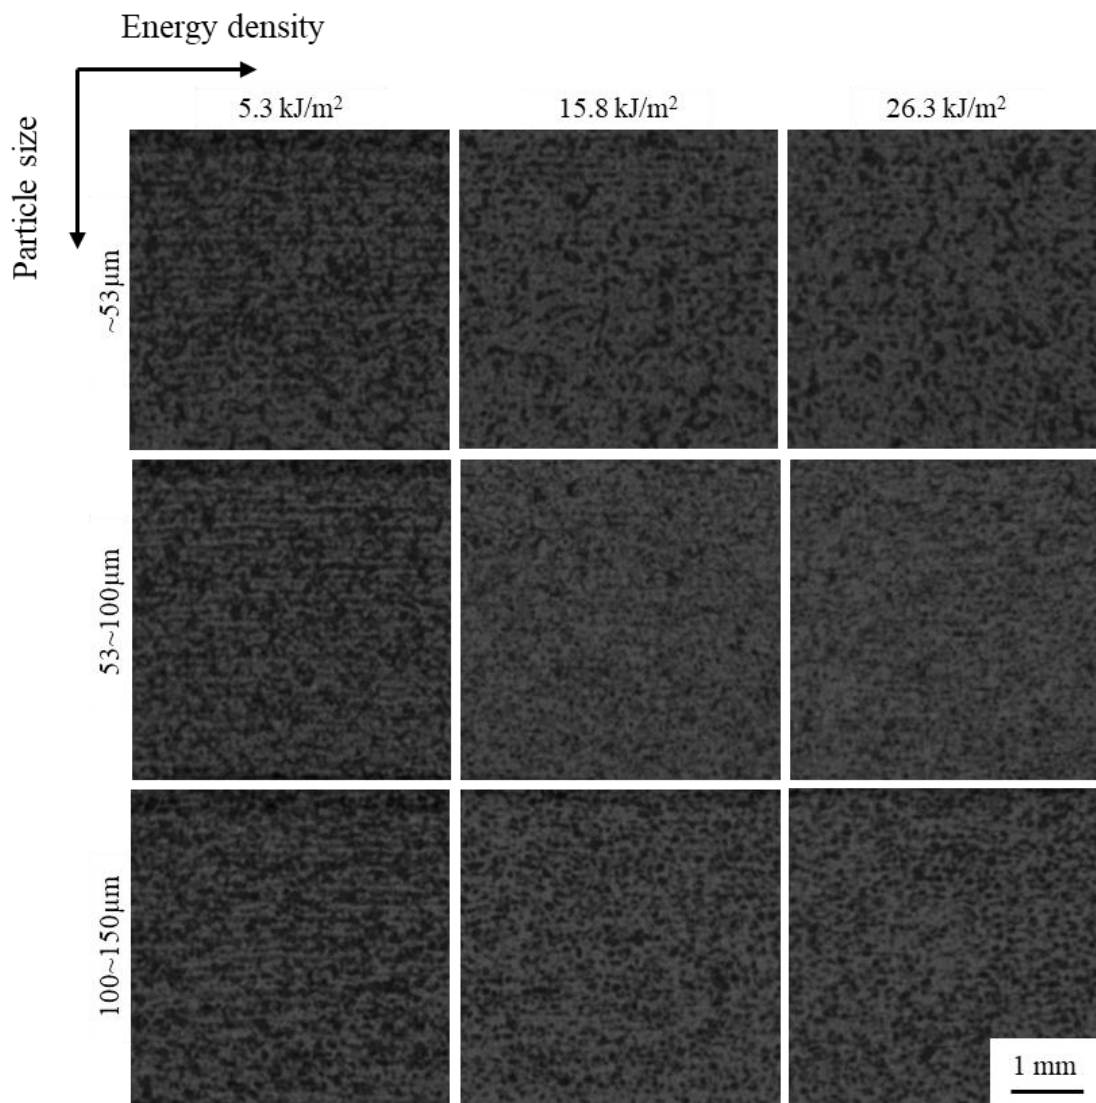 Energy density
Particle size
5.3 kJ/m²
15.8 kJ/m²
26.3 kJ/m²
~53μm
53~100μm
100~150μm
1 mm